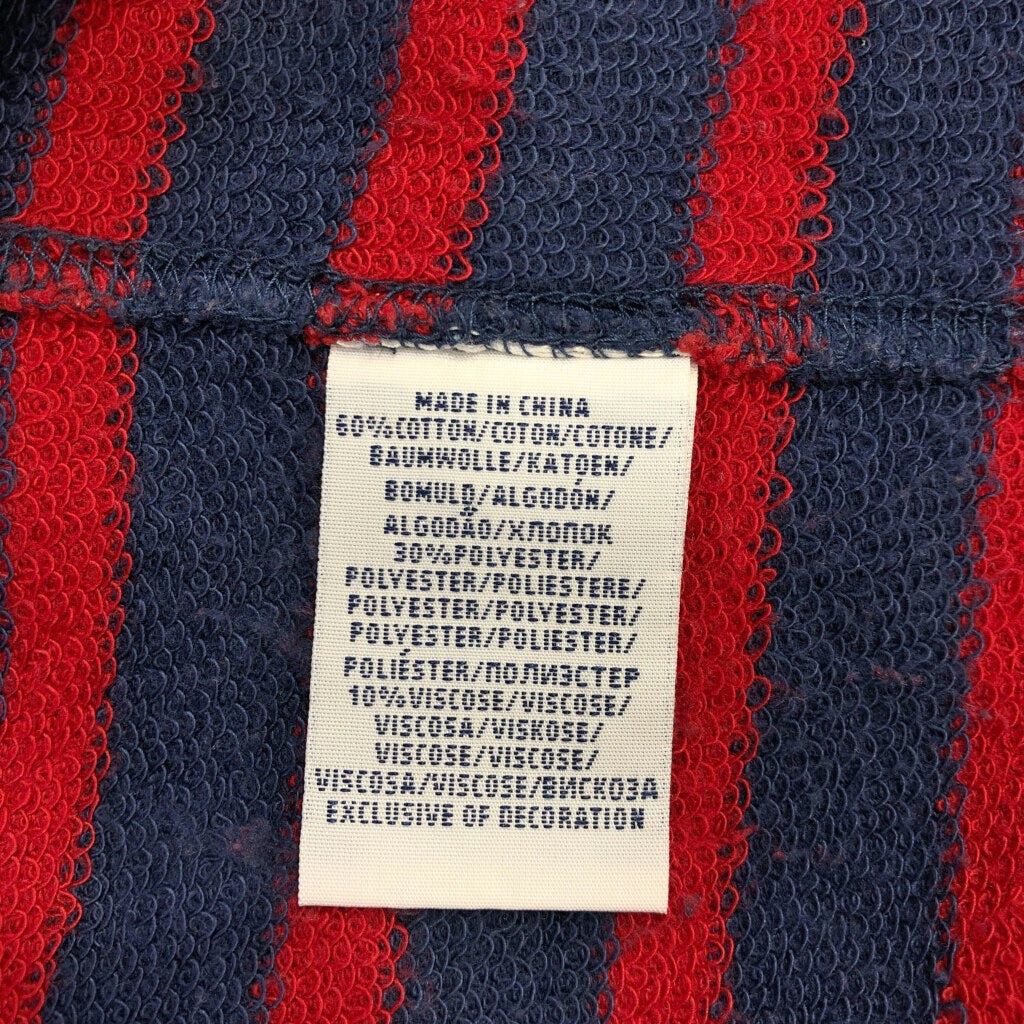 MADE IN CHINA
60%COTTON/COTON/COTONE/
BAUMWOLLE/KATOEN/
BOMULD/ALGODÓN/
ALGODÃO/ХЛОПОК
30%POLYESTER/
POLYESTER/POLIESTERE/
POLYESTER/POLYESTER/
POLYESTER/POLIESTER/
POLIÉSTER/ПОЛИЭСТЕР
10%VISCOSE/VISCOSE/
VISCOSA/VISKOSE/
VISCOSE/VISCOSE/
VISCOSA/VISCOSE/ВИСКОЗА
EXCLUSIVE OF DECORATION